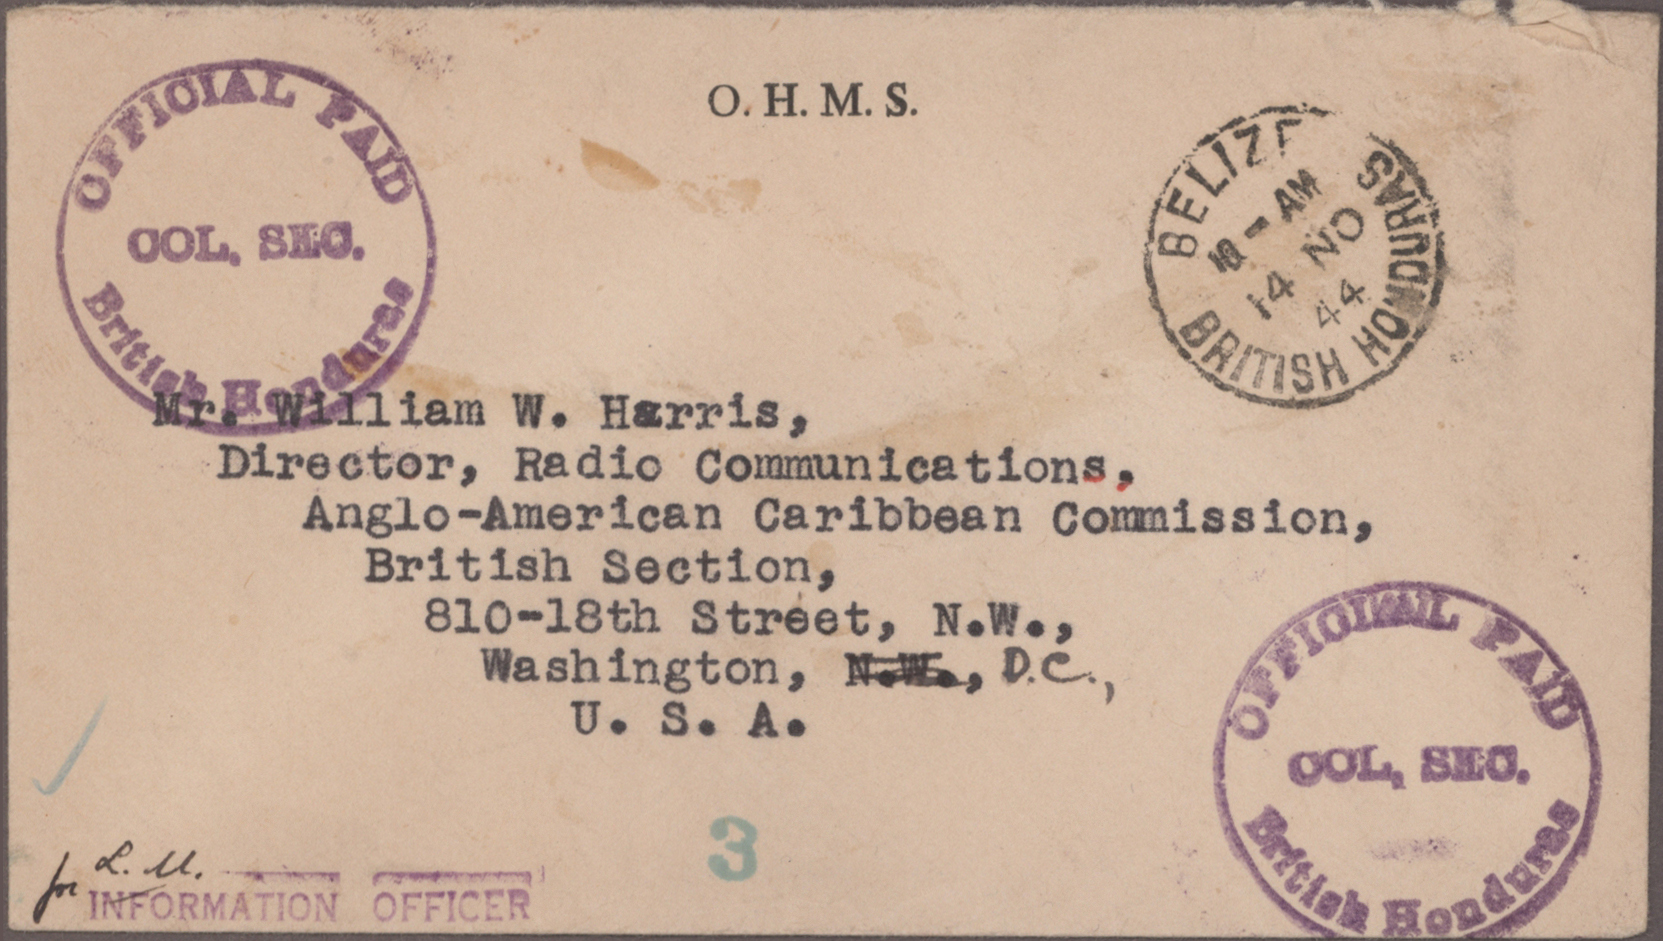 O. H. M. S.
OFFICIAL PAID
COL. SEC.
British Honduras
BELIZE
10 - AM
14 NO
44
BRITISH HONDURAS
Mr. William W. Harris,
Director, Radio Communications,
Anglo-American Caribbean Commission,
British Section,
810-18th Street, N.W.,
Washington, N.W., D.C.,
U. S. A.
OFFICIAL PAID
COL. SEC.
British Honduras
3
for L. M.
INFORMATION OFFICER